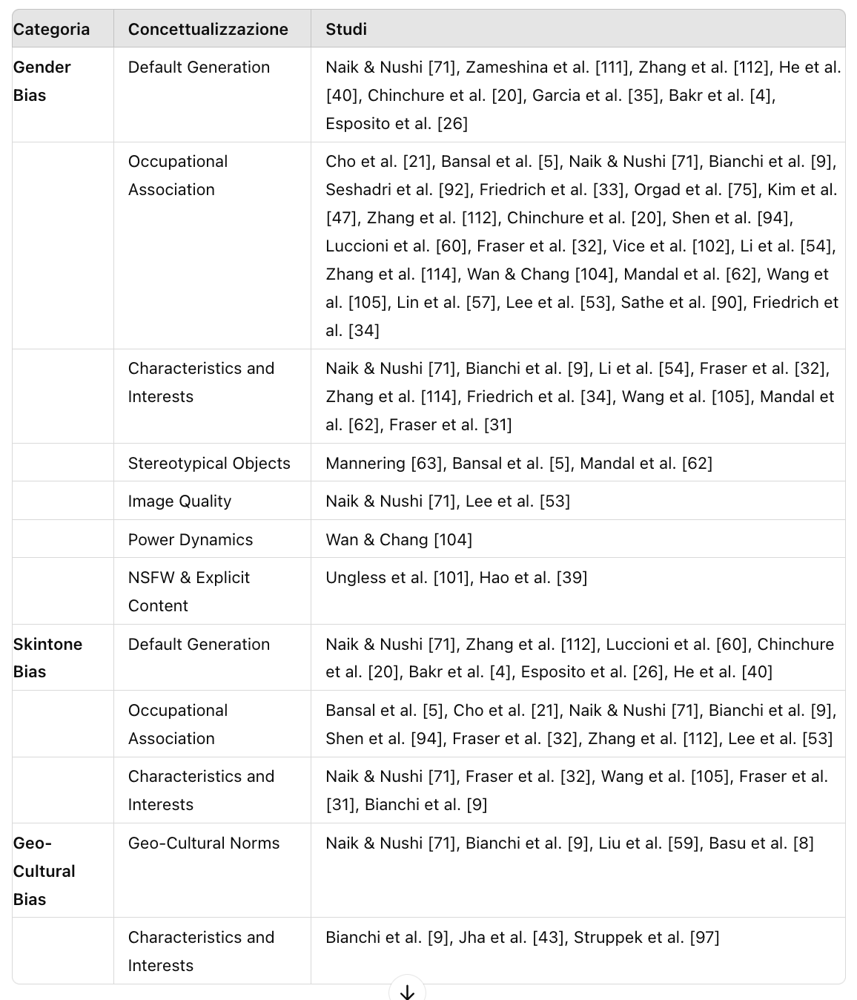 Categoria Concettualizzazione Studi
Gender Default Generation Naik & Nushi [71], Zameshina et al. [111], Zhang et al. [112], He et al.
Bias [40], Chinchure et al. [20], Garcia et al. [35], Bakr et al. [4],
Esposito et al. [26]
Occupational Cho et al. [21], Bansal et al. [5], Naik & Nushi [71], Bianchi et al. [9],
Association Seshadri et al. [92], Friedrich et al. [33], Orgad et al. [75], Kim et al.
[47], Zhang et al. [112], Chinchure et al. [20], Shen et al. [94],
Luccioni et al. [60], Fraser et al. [32], Vice et al. [102], Li et al. [54],
Zhang et al. [114], Wan & Chang [104], Mandal et al. [62], Wang et
al. [105], Lin et al. [57], Lee et al. [53], Sathe et al. [90], Friedrich et
al. [34]
Characteristics and Naik & Nushi [71], Bianchi et al. [9], Li et al. [54], Fraser et al. [32],
Interests Zhang et al. [114], Friedrich et al. [34], Wang et al. [105], Mandal et
al. [62], Fraser et al. [31]
Stereotypical Objects Mannering [63], Bansal et al. [5], Mandal et al. [62]
Image Quality Naik & Nushi [71], Lee et al. [53]
Power Dynamics Wan & Chang [104]
NSFW & Explicit Ungless et al. [101], Hao et al. [39]
Content
Skintone Default Generation Naik & Nushi [71], Zhang et al. [112], Luccioni et al. [60], Chinchure
Bias et al. [20], Bakr et al. [4], Esposito et al. [26], He et al. [40]
Occupational Bansal et al. [5], Cho et al. [21], Naik & Nushi [71], Bianchi et al. [9],
Association Shen et al. [94], Fraser et al. [32], Zhang et al. [112], Lee et al. [53]
Characteristics and Naik & Nushi [71], Fraser et al. [32], Wang et al. [105], Fraser et al.
Interests [31], Bianchi et al. [9]
Geo- Geo-Cultural Norms Naik & Nushi [71], Bianchi et al. [9], Liu et al. [59], Basu et al. [8]
Cultural
Bias
Characteristics and Bianchi et al. [9], Jha et al. [43], Struppek et al. [97]
Interests